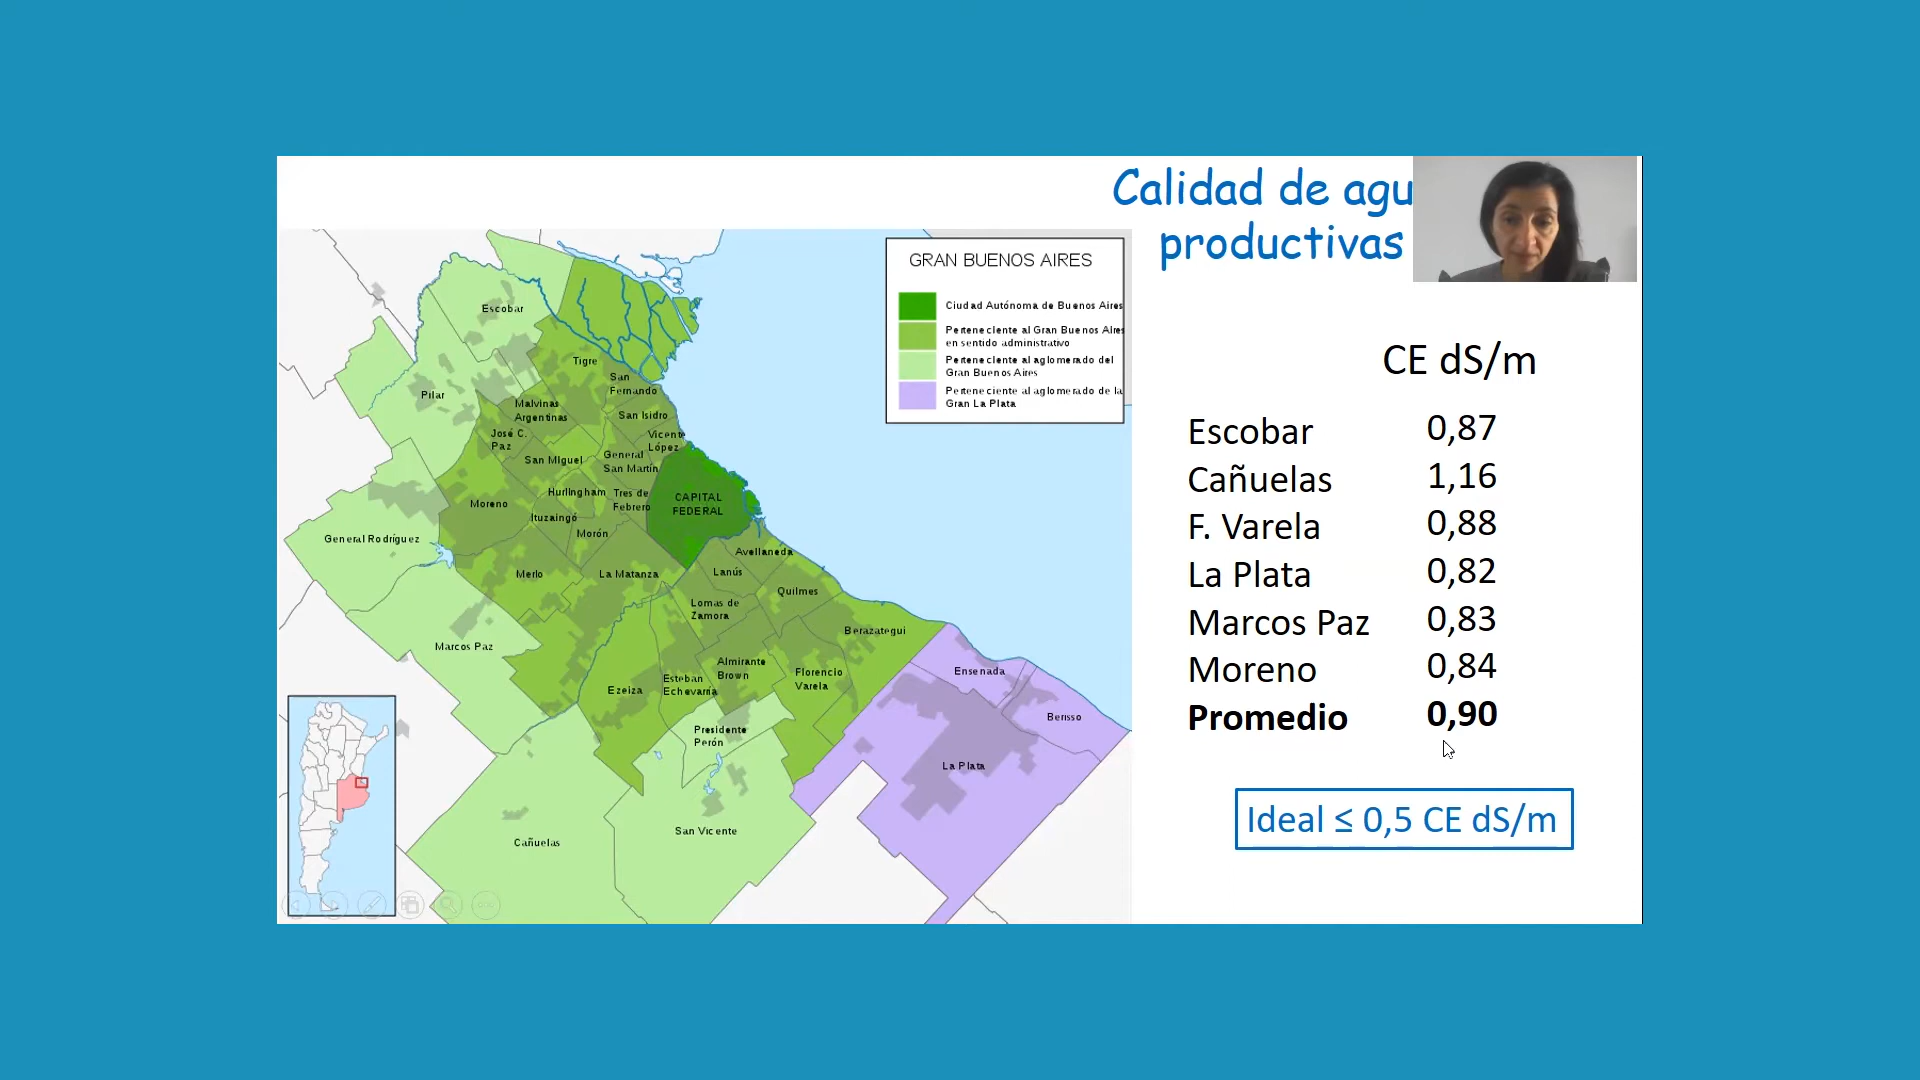 Calidad de agu
productivas
GRAN BUENOS AIRES
Ciudad Autónoma de Buenos Aires
Perteneciente al Gran Buenos Aires
en sentido administrativo
Perteneciente al aglomerado del
Gran Buenos Aires
Perteneciente al aglomerado de la
Gran La Plata
Escobar
Pilar
Tigre
San
Fernando
Malvinas
Argentinas
San Isidro
José C.
Paz
Vicente
López
San Miguel
General
San Martín
Hurlingham
Tres de
Febrero
CAPITAL
FEDERAL
Moreno
Ituzaingó
Morón
General Rodríguez
Avellaneda
Merlo
La Matanza
Lanús
Quilmes
Lomas de
Zamora
Berazategui
Marcos Paz
Almirante
Brown
Florencio
Varela
Ensenada
Ezeiza
Esteban
Echevarría
Berisso
Presidente
Perón
La Plata
San Vicente
Cañuelas
CE dS/m
Escobar 0,87
Cañuelas 1,16
F. Varela 0,88
La Plata 0,82
Marcos Paz 0,83
Moreno 0,84
Promedio 0,90
Ideal ≤ 0,5 CE dS/m